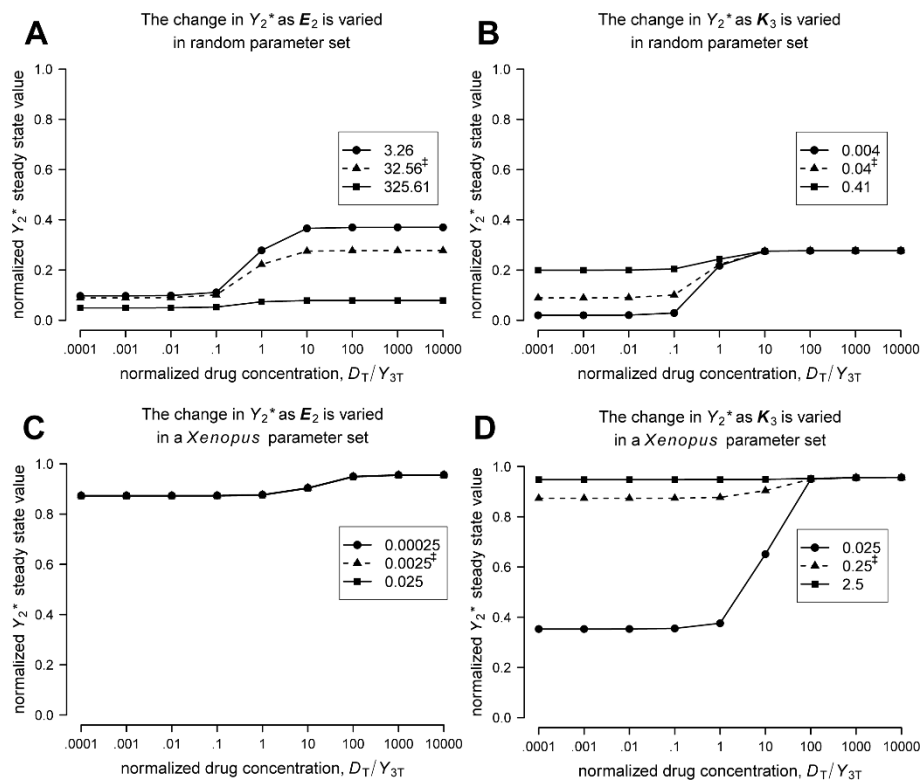 A
The change in Y₂* as E₂ is varied
in random parameter set
normalized Y₂* steady state value
1.0
0.8
0.6
0.4
0.2
0.0
3.26
32.56‡
325.61
.0001 .001 .01 .1 1 10 100 1000 10000
normalized drug concentration, D_T/Y_3T
B
The change in Y₂* as K₃ is varied
in random parameter set
normalized Y₂* steady state value
1.0
0.8
0.6
0.4
0.2
0.0
0.004
0.04‡
0.41
.0001 .001 .01 .1 1 10 100 1000 10000
normalized drug concentration, D_T/Y_3T
C
The change in Y₂* as E₂ is varied
in a Xenopus parameter set
normalized Y₂* steady state value
1.0
0.8
0.6
0.4
0.2
0.0
0.00025
0.0025‡
0.025
.0001 .001 .01 .1 1 10 100 1000 10000
normalized drug concentration, D_T/Y_3T
D
The change in Y₂* as K₃ is varied
in a Xenopus parameter set
normalized Y₂* steady state value
1.0
0.8
0.6
0.4
0.2
0.0
0.025
0.25‡
2.5
.0001 .001 .01 .1 1 10 100 1000 10000
normalized drug concentration, D_T/Y_3T